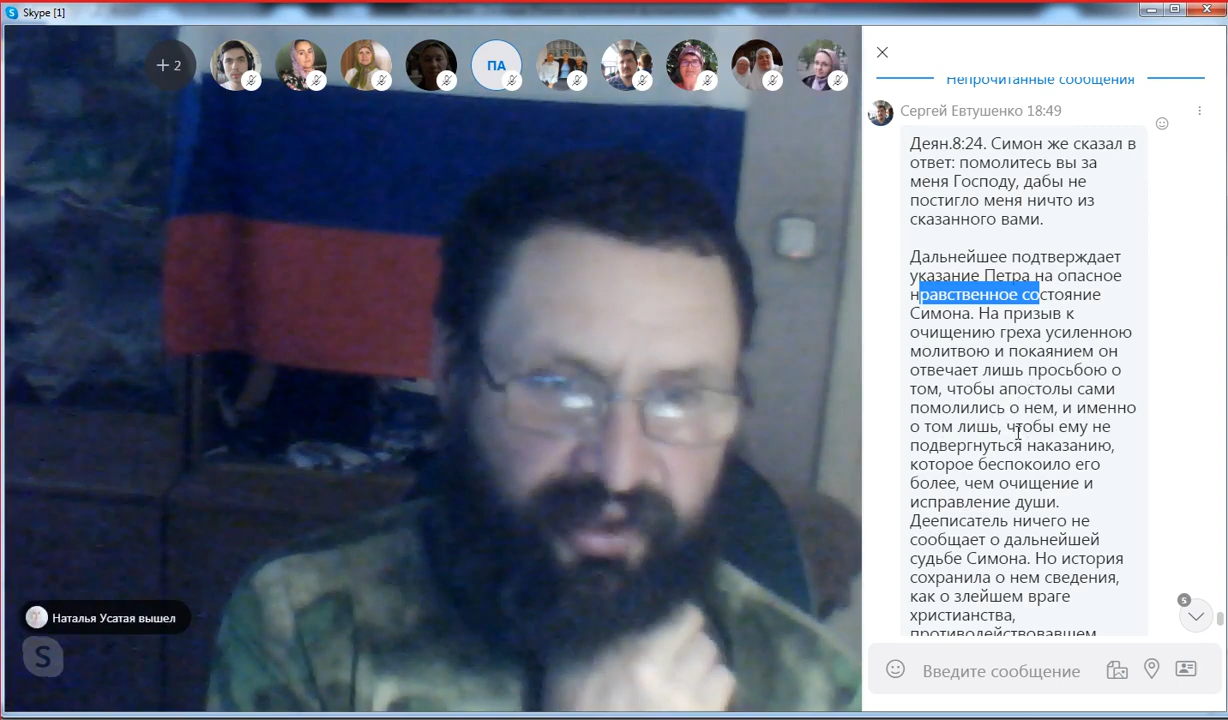 Skype [1]
+ 2
ПА
Непрочитанные сообщения
Сергей Евтушенко 18:49
Деян.8:24. Симон же сказал в
ответ: помолитесь вы за
меня Господу, дабы не
постигло меня ничто из
сказанного вами.
Дальнейшее подтверждает
указание Петра на опасное
нравственное состояние
Симона. На призыв к
очищению греха усиленною
молитвою и покаянием он
отвечает лишь просьбою о
том, чтобы апостолы сами
помолились о нем, и именно
о том лишь, чтобы ему не
подвергнуться наказанию,
которое беспокоило его
более, чем очищение и
исправление души.
Дееписатель ничего не
сообщает о дальнейшей
судьбе Симона. Но история
сохранила о нем сведения,
как о злейшем враге
христианства,
противодействовавшем
Наталья Усатая вышел
S
5
Введите сообщение